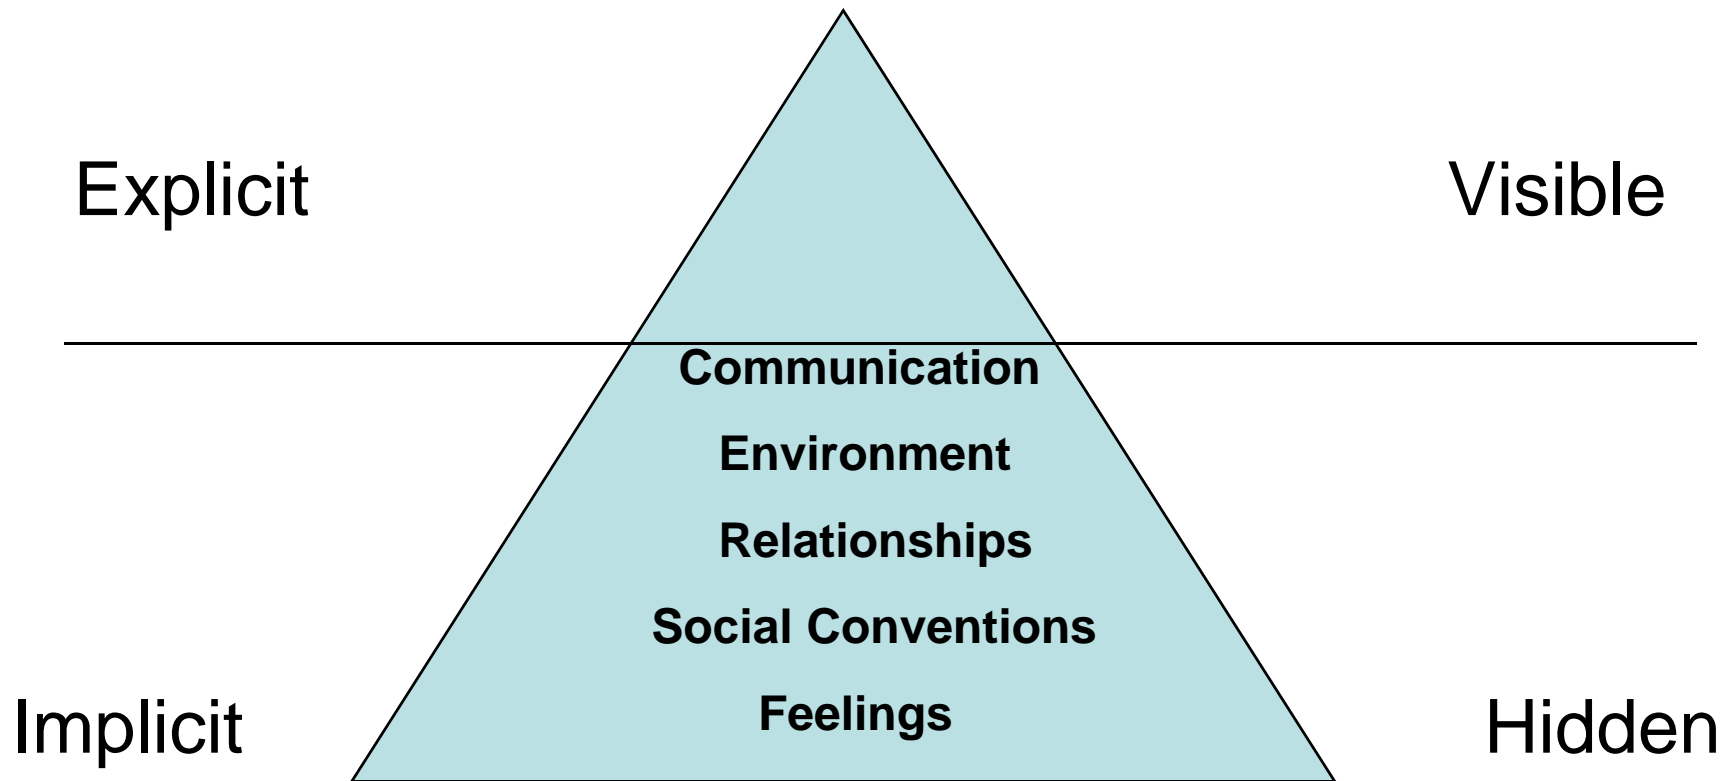 Explicit
Visible
Communication
Environment
Relationships
Social Conventions
Feelings
Implicit
Hidden